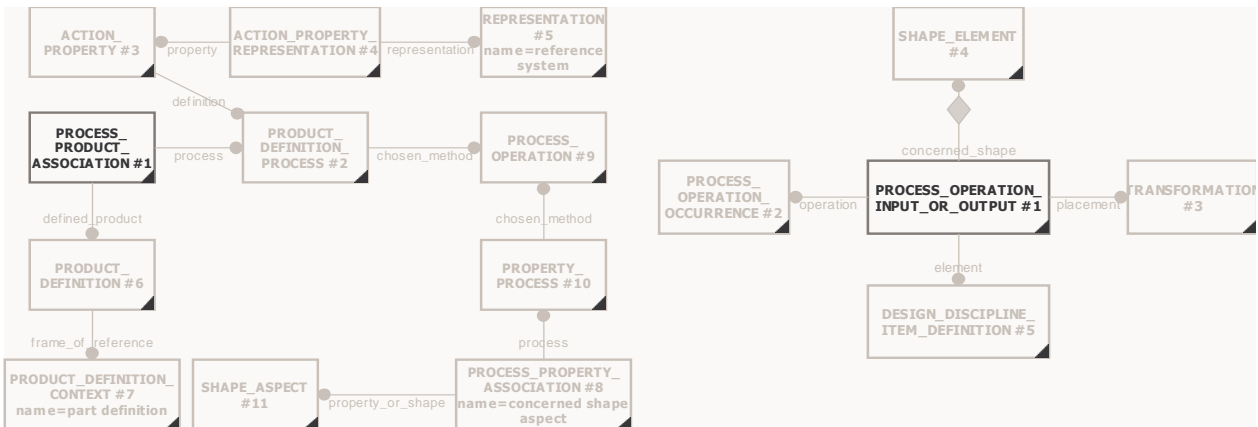 ACTION_
PROPERTY #3
property
ACTION_PROPERTY_
REPRESENTATION #4
representation
REPRESENTATION
#5
name=reference
system
definition
PROCESS_
PRODUCT_
ASSOCIATION #1
process
PRODUCT_
DEFINITION_
PROCESS #2
chosen_method
PROCESS_
OPERATION #9
defined_product
chosen_method
PRODUCT_
DEFINITION #6
PROPERTY_
PROCESS #10
frame_of_reference
process
PRODUCT_DEFINITION_
CONTEXT #7
name=part definition
SHAPE_ASPECT
#11
property_or_shape
PROCESS_PROPERTY_
ASSOCIATION #8
name=concerned shape
aspect
SHAPE_ELEMENT
#4
concerned_shape
PROCESS_
OPERATION_
OCCURRENCE #2
operation
PROCESS_OPERATION_
INPUT_OR_OUTPUT #1
placement
TRANSFORMATION
#3
element
DESIGN_DISCIPLINE_
ITEM_DEFINITION #5